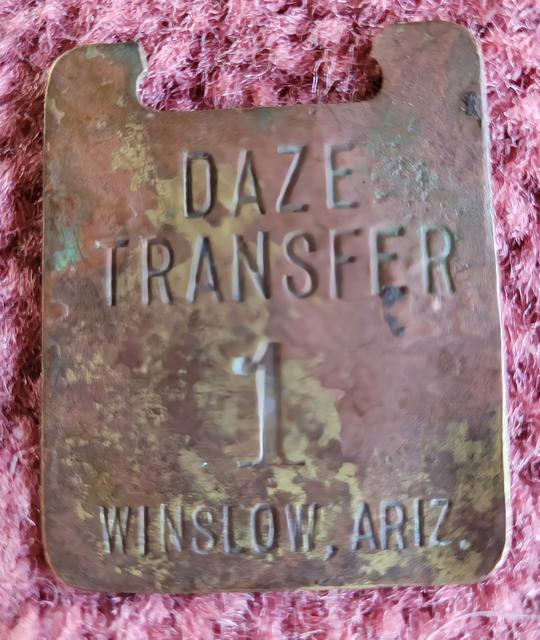 DAZE
TRANSFER
1
WINSLOW, ARIZ.